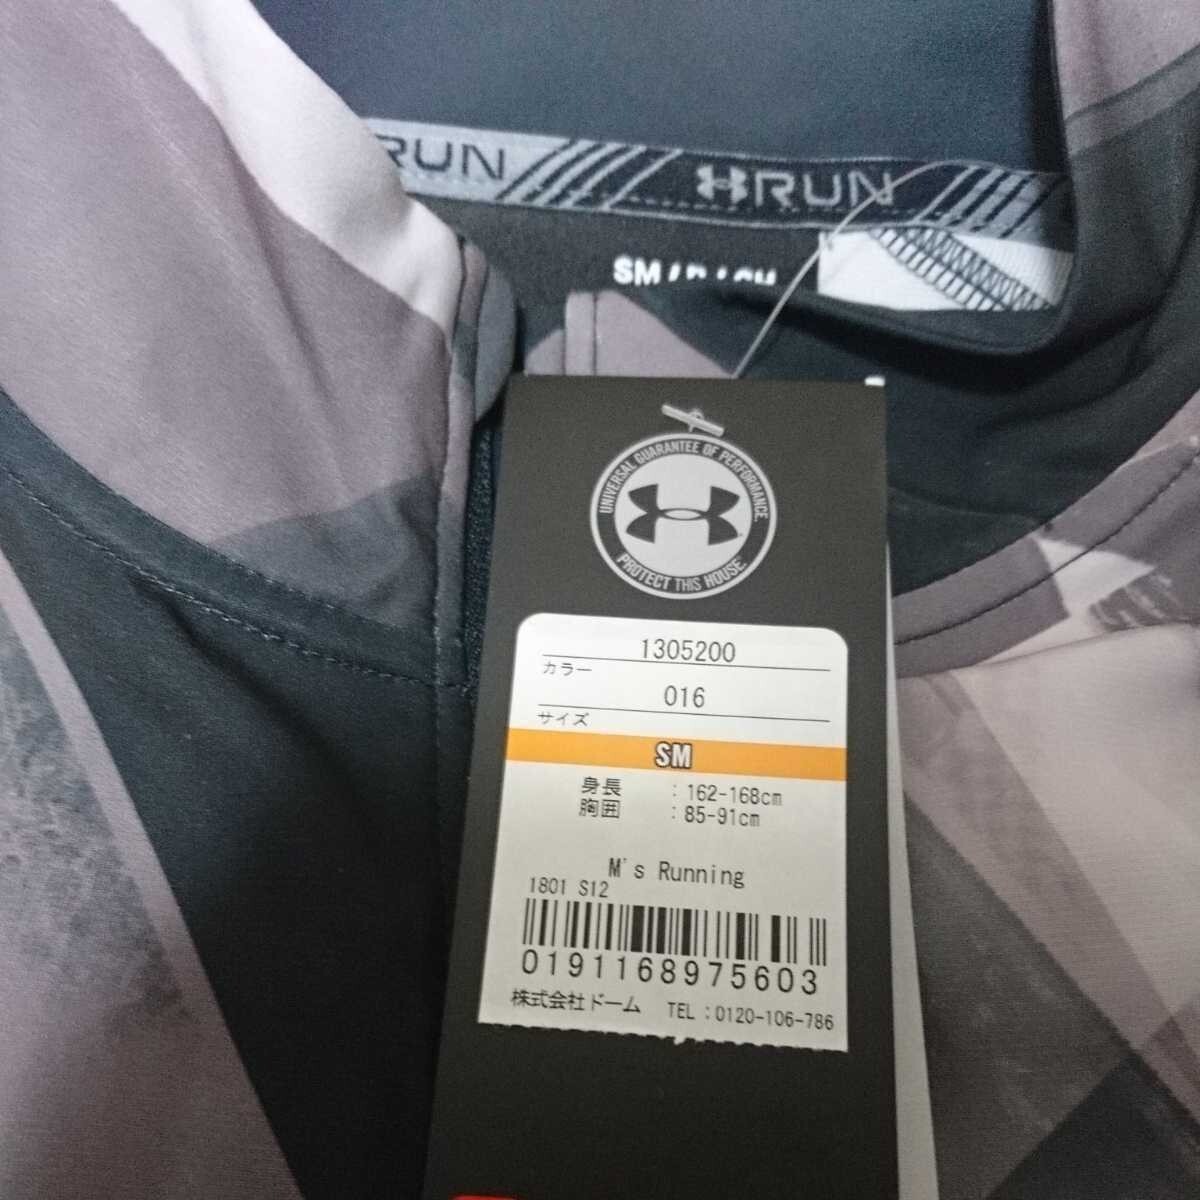 RUN
RUN
SM
UNIVERSAL GUARANTEE OF PERFORMANCE.
PROTECT THIS HOUSE.
1305200
カラー
016
サイズ
SM
身長 : 162-168cm
胸囲 : 85-91cm
M's Running
1801 S12
0191168975603
株式会社ドーム TEL : 0120-106-786